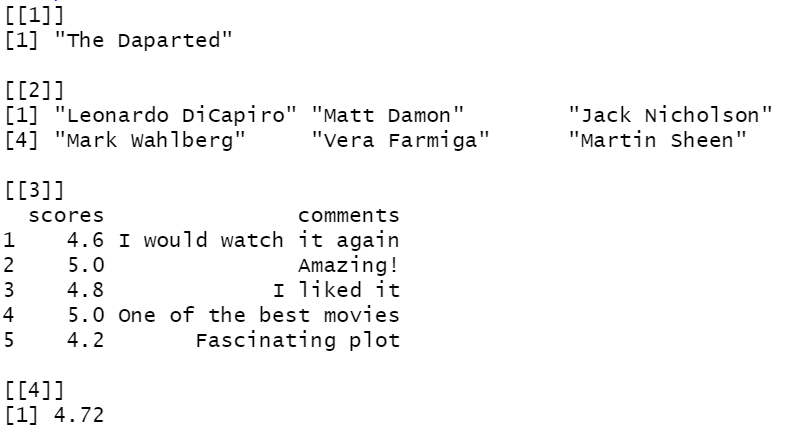 [[1]]
[1] "The Daparted"
[[2]]
[1] "Leonardo DiCapiro" "Matt Damon"        "Jack Nicholson"
[4] "Mark Wahlberg"     "Vera Farmiga"      "Martin Sheen"
[[3]]
  scores               comments
1    4.6 I would watch it again
2    5.0               Amazing!
3    4.8             I liked it
4    5.0 One of the best movies
5    4.2       Fascinating plot
[[4]]
[1] 4.72